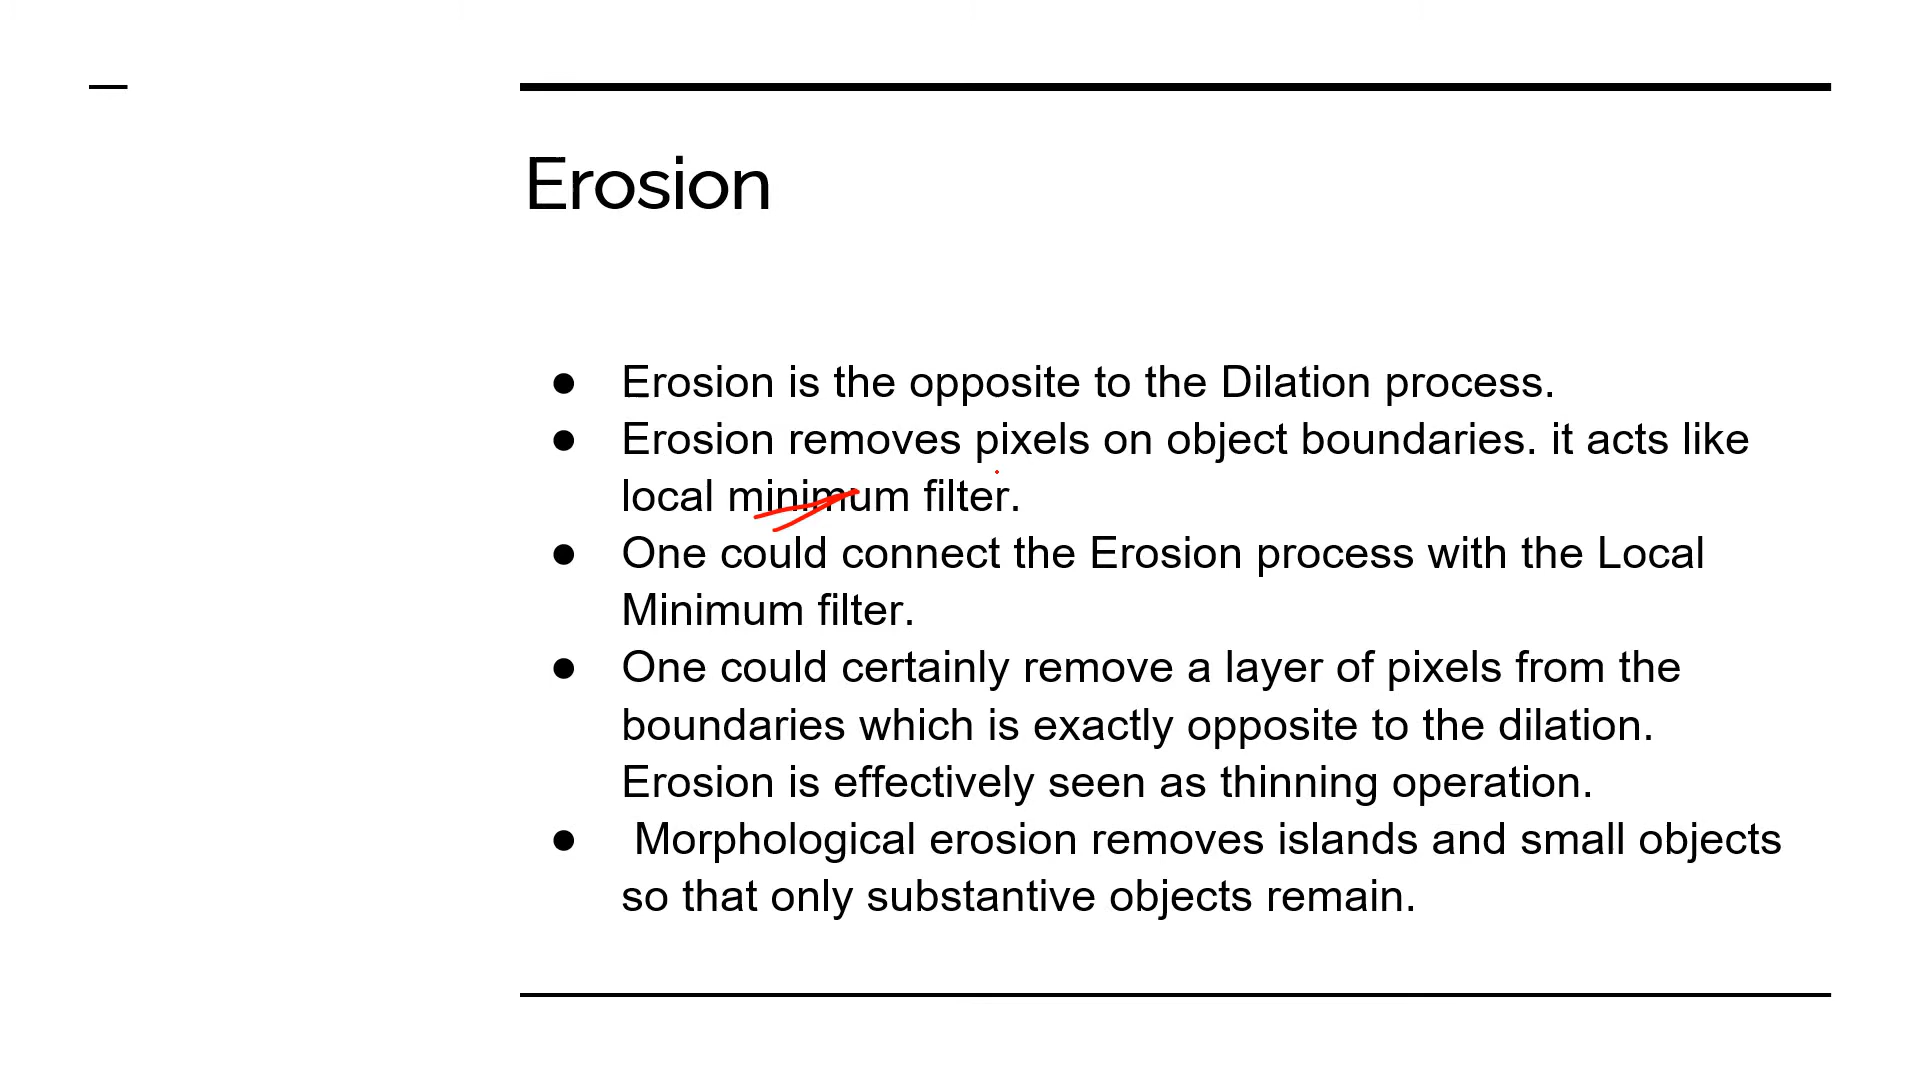 Erosion
● Erosion is the opposite to the Dilation process.
● Erosion removes pixels on object boundaries. it acts like
local minimum filter.
● One could connect the Erosion process with the Local
Minimum filter.
● One could certainly remove a layer of pixels from the
boundaries which is exactly opposite to the dilation.
Erosion is effectively seen as thinning operation.
● Morphological erosion removes islands and small objects
so that only substantive objects remain.